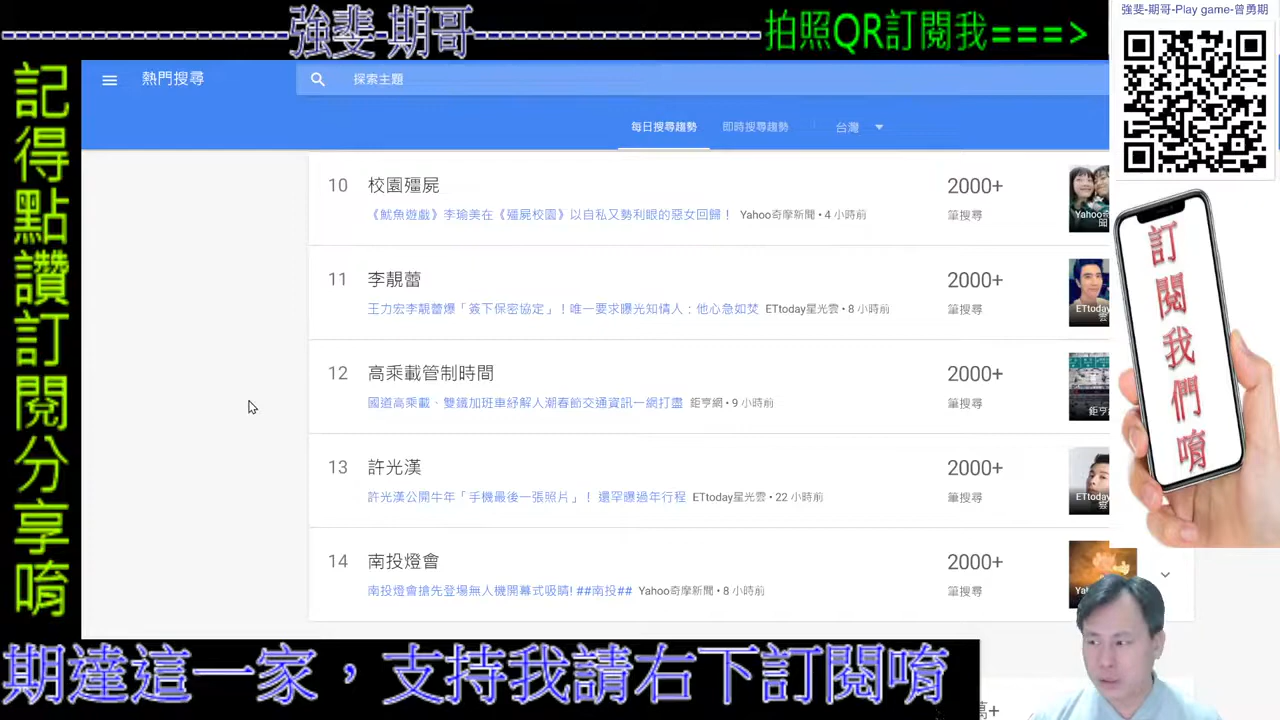 -----------------------強斐-期哥-----------------------
拍照QR訂閱我===>
強斐-期哥-Play game-曾勇期
記得點讚訂閱分享唷
熱門搜尋
探索主題
每日搜尋趨勢
即時搜尋趨勢
台灣
10 校園殭屍 2000+
《魷魚遊戲》李瑜美在《殭屍校園》以自私又勢利眼的惡女回歸！ Yahoo奇摩新聞 • 4 小時前 筆搜尋
11 李靚蕾 2000+
王力宏李靚蕾爆「簽下保密協定」！唯一要求曝光知情人：他心急如焚 ETtoday星光雲 • 8 小時前 筆搜尋
ETtoday
12 高乘載管制時間 2000+
國道高乘載、雙鐵加班車紓解人潮春節交通資訊一網打盡 鉅亨網 • 9 小時前 筆搜尋
鉅亨
13 許光漢 2000+
許光漢公開牛年「手機最後一張照片」！ 還罕曝過年行程 ETtoday星光雲 • 22 小時前 筆搜尋
ETtoday
14 南投燈會 2000+
南投燈會搶先登場無人機開幕式吸睛! ##南投## Yahoo奇摩新聞 • 8 小時前 筆搜尋
訂閱我們唷
期達這一家，支持我請右下訂閱唷
萬+